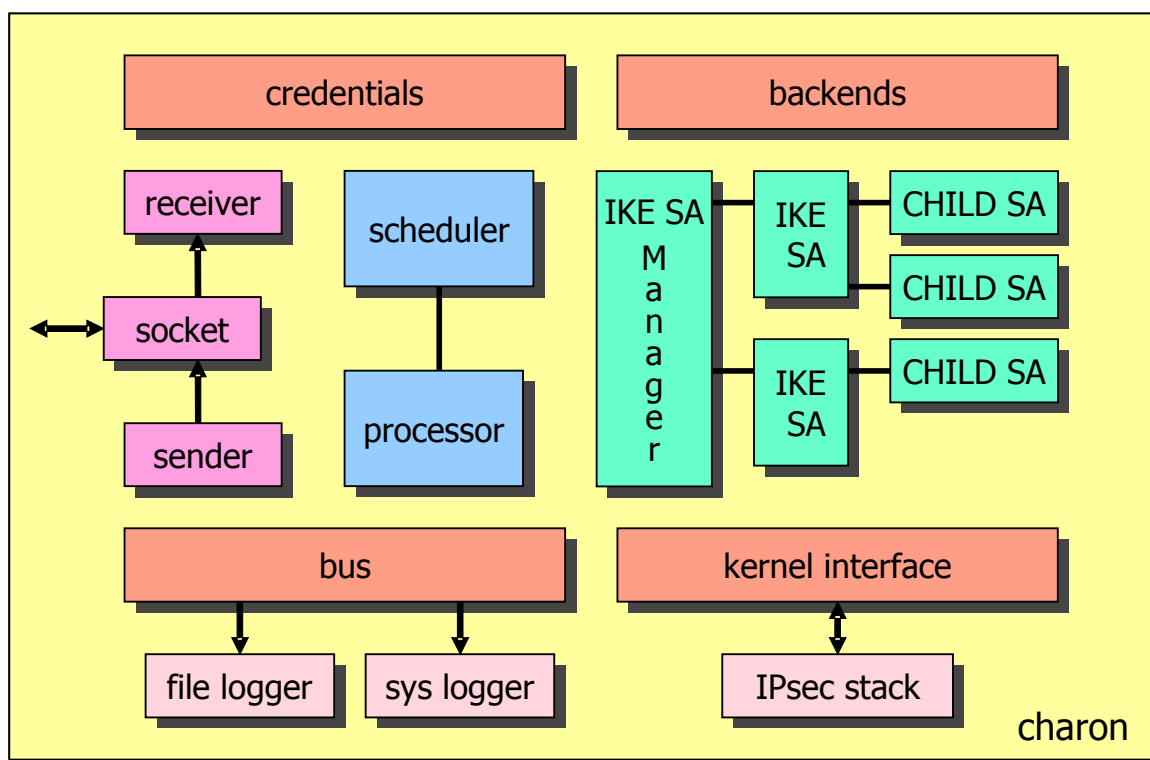 credentials
backends
receiver
scheduler
socket
processor
sender
IKE SA
M
a
n
a
g
e
r
IKE
SA
CHILD SA
CHILD SA
IKE
SA
CHILD SA
bus
kernel interface
file logger
sys logger
IPsec stack
charon